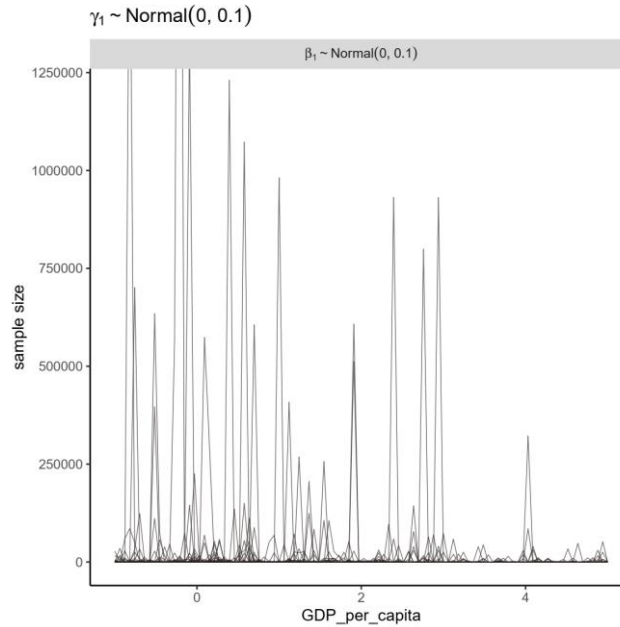 γ₁ ~ Normal(0, 0.1)
β₁ ~ Normal(0, 0.1)
1250000
1000000
750000
500000
250000
0
sample size
0 2 4
GDP_per_capita